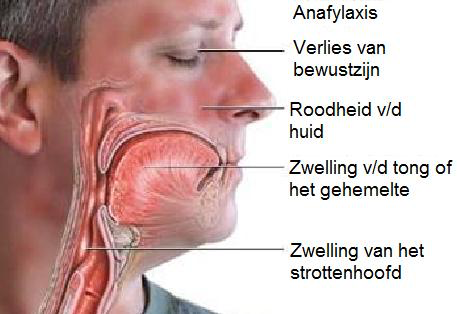 Anafylaxis
Verlies van
bewustzijn
Roodheid v/d
huid
Zwelling v/d tong of
het gehemelte
Zwelling van het
strottenhoofd